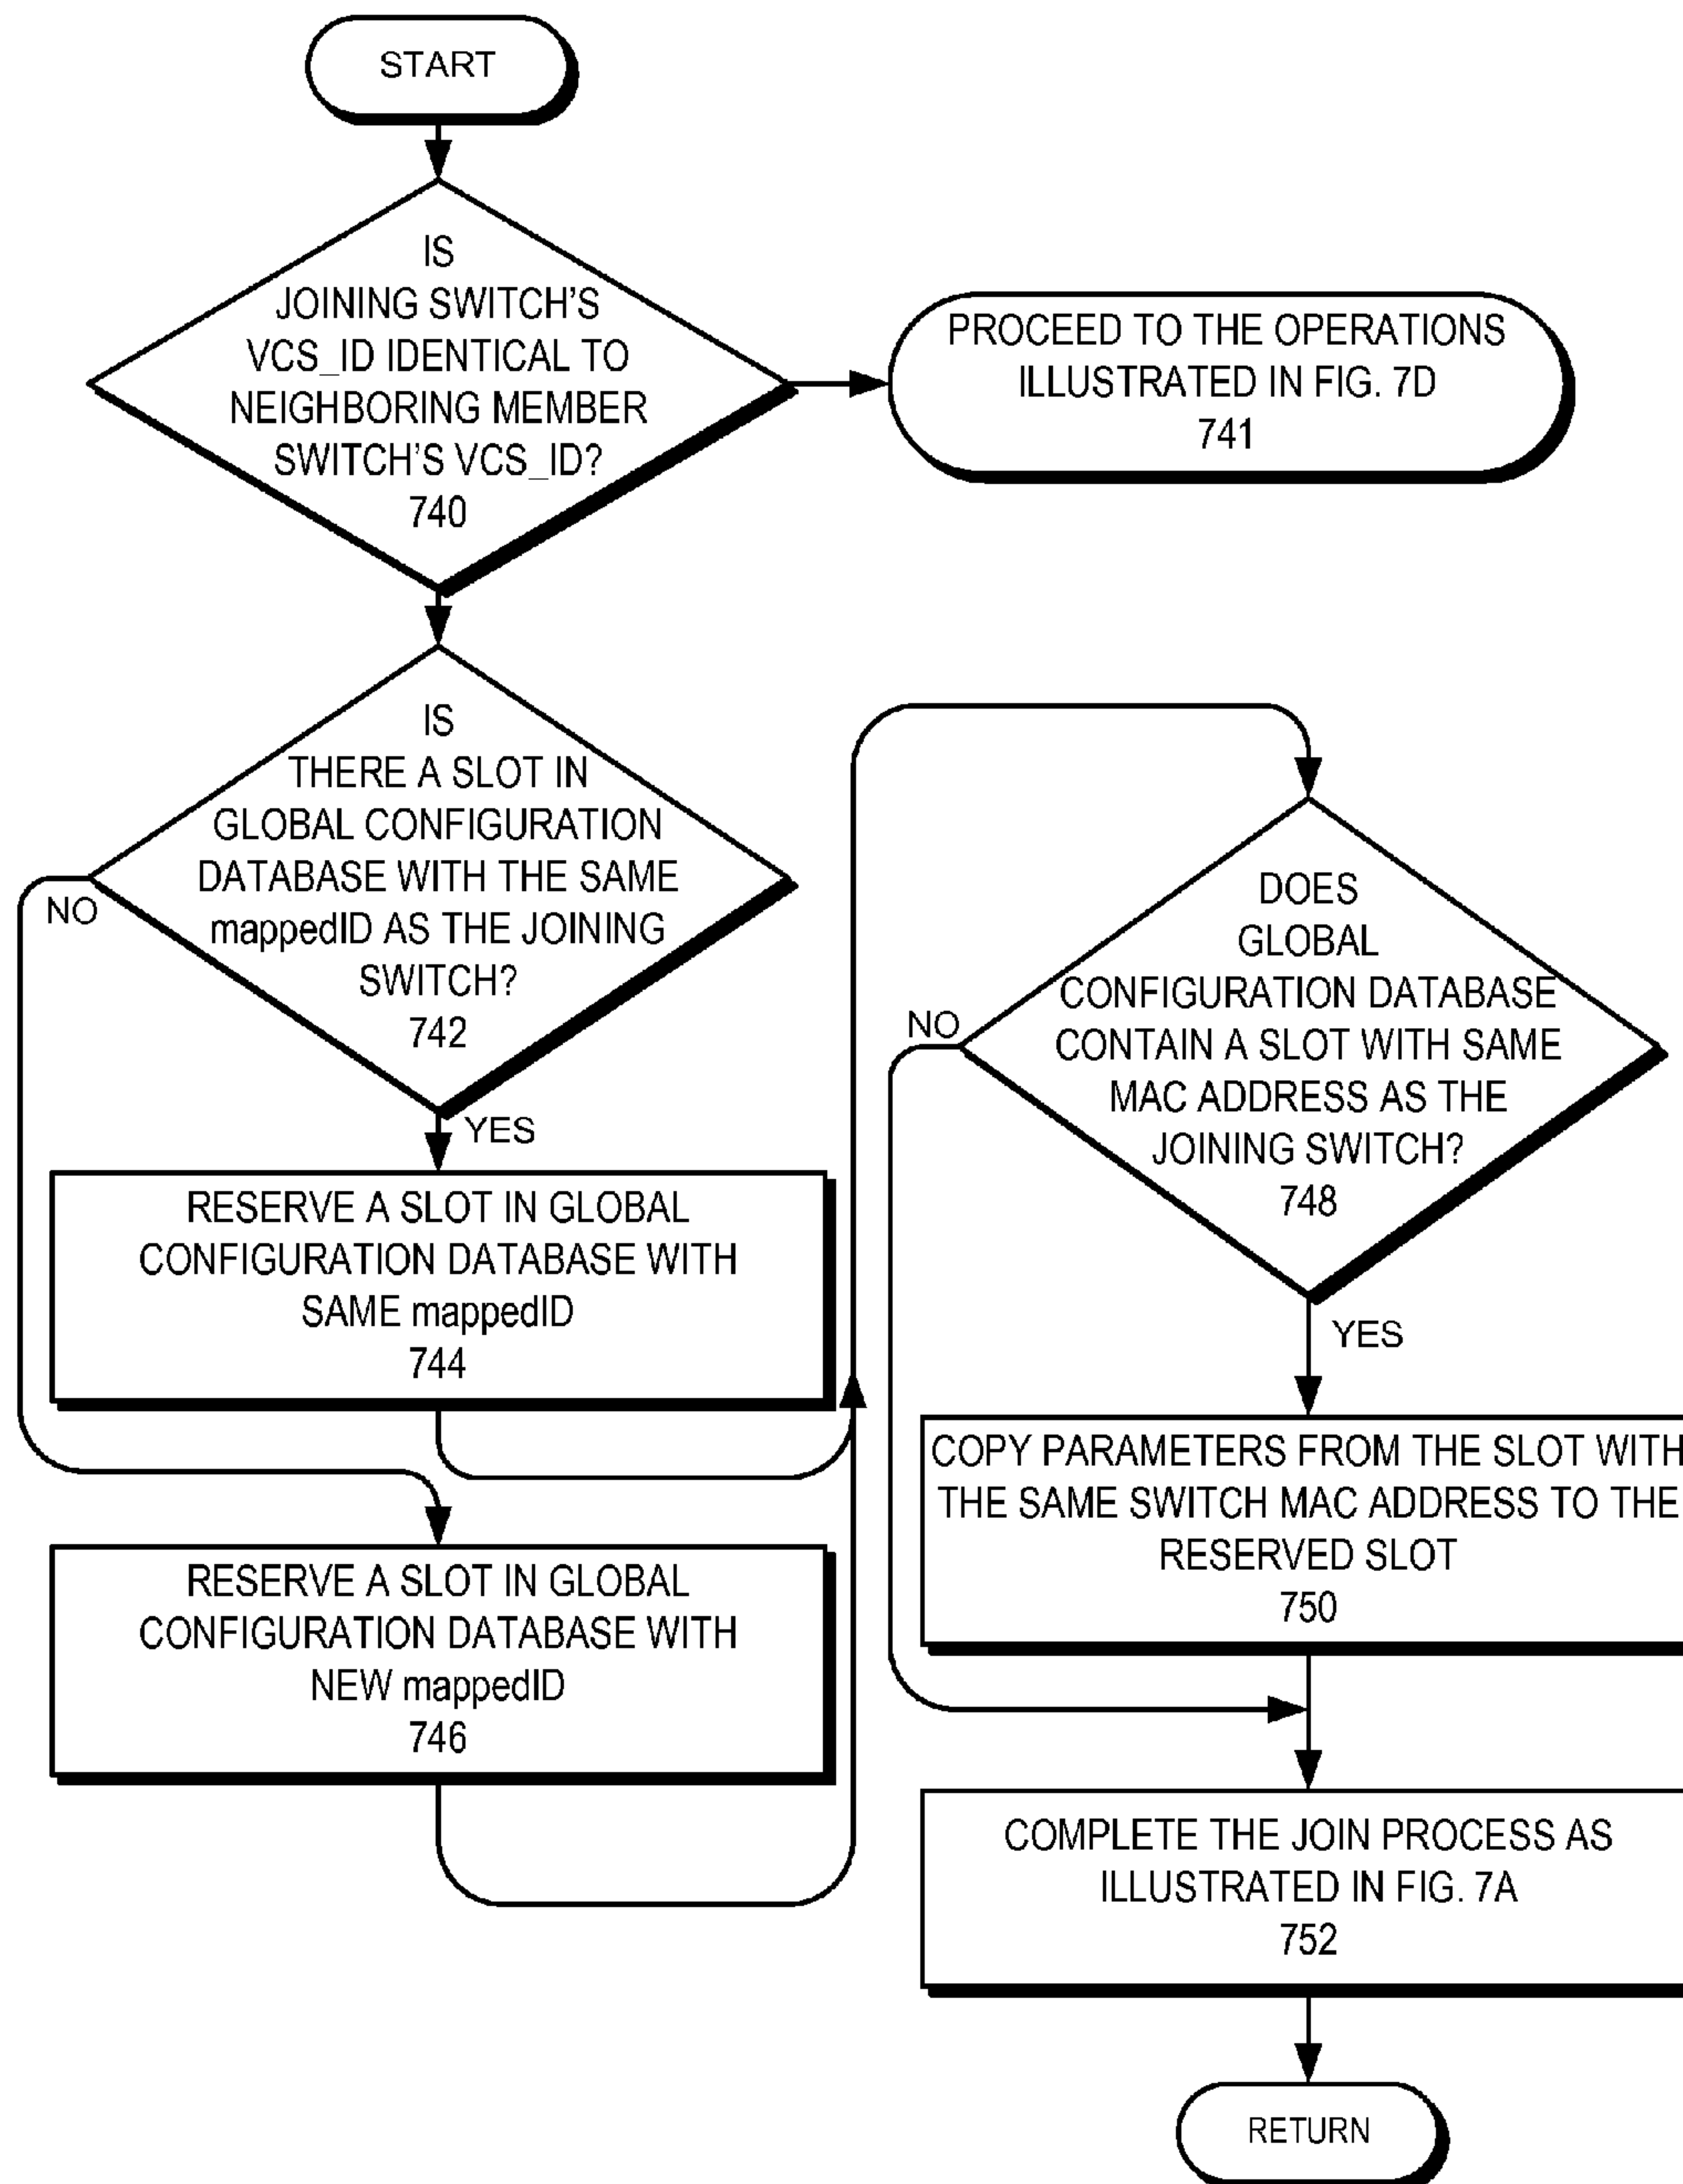 START
IS
JOINING SWITCH'S
VCS_ID IDENTICAL TO
NEIGHBORING MEMBER
SWITCH'S VCS_ID?
740
PROCEED TO THE OPERATIONS
ILLUSTRATED IN FIG. 7D
741
IS
THERE A SLOT IN
GLOBAL CONFIGURATION
DATABASE WITH THE SAME
mappedID AS THE JOINING
SWITCH?
742
NO
YES
RESERVE A SLOT IN GLOBAL
CONFIGURATION DATABASE WITH
SAME mappedID
744
RESERVE A SLOT IN GLOBAL
CONFIGURATION DATABASE WITH
NEW mappedID
746
DOES
GLOBAL
CONFIGURATION DATABASE
CONTAIN A SLOT WITH SAME
MAC ADDRESS AS THE
JOINING SWITCH?
748
NO
YES
COPY PARAMETERS FROM THE SLOT WITH
THE SAME SWITCH MAC ADDRESS TO THE
RESERVED SLOT
750
COMPLETE THE JOIN PROCESS AS
ILLUSTRATED IN FIG. 7A
752
RETURN